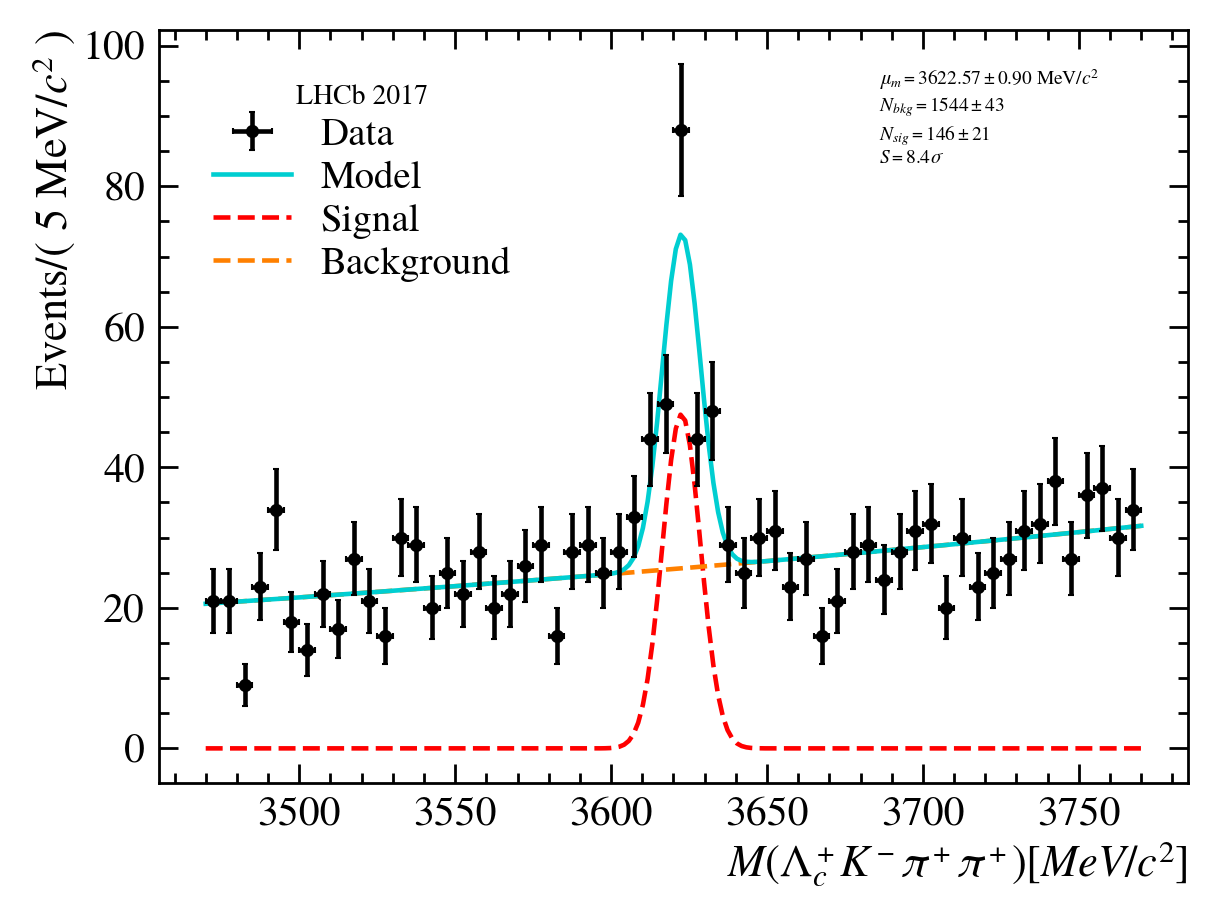 Events/( 5 MeV/c² )
100
80
60
40
20
0
LHCb 2017
Data
Model
Signal
Background
μₘ = 3622.57 ± 0.90 MeV/c²
N_bkg = 1544 ± 43
N_sig = 146 ± 21
S = 8.4σ
3500 3550 3600 3650 3700 3750
M(Λ_c⁺K⁻π⁺π⁺)[MeV/c²]